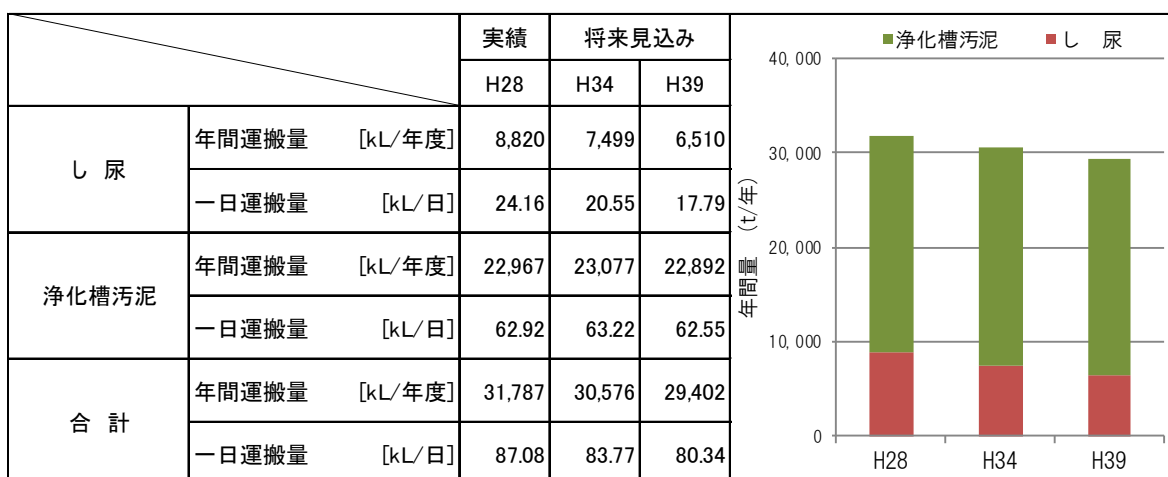 実績 将来見込み
H28 H34 H39
し 尿 年間運搬量 [kL/年度] 8,820 7,499 6,510
一日運搬量 [kL/日] 24.16 20.55 17.79
浄化槽汚泥 年間運搬量 [kL/年度] 22,967 23,077 22,892
一日運搬量 [kL/日] 62.92 63.22 62.55
合 計 年間運搬量 [kL/年度] 31,787 30,576 29,402
一日運搬量 [kL/日] 87.08 83.77 80.34
浄化槽汚泥 し 尿
年間量 (t/年)
40,000
30,000
20,000
10,000
0
H28 H34 H39